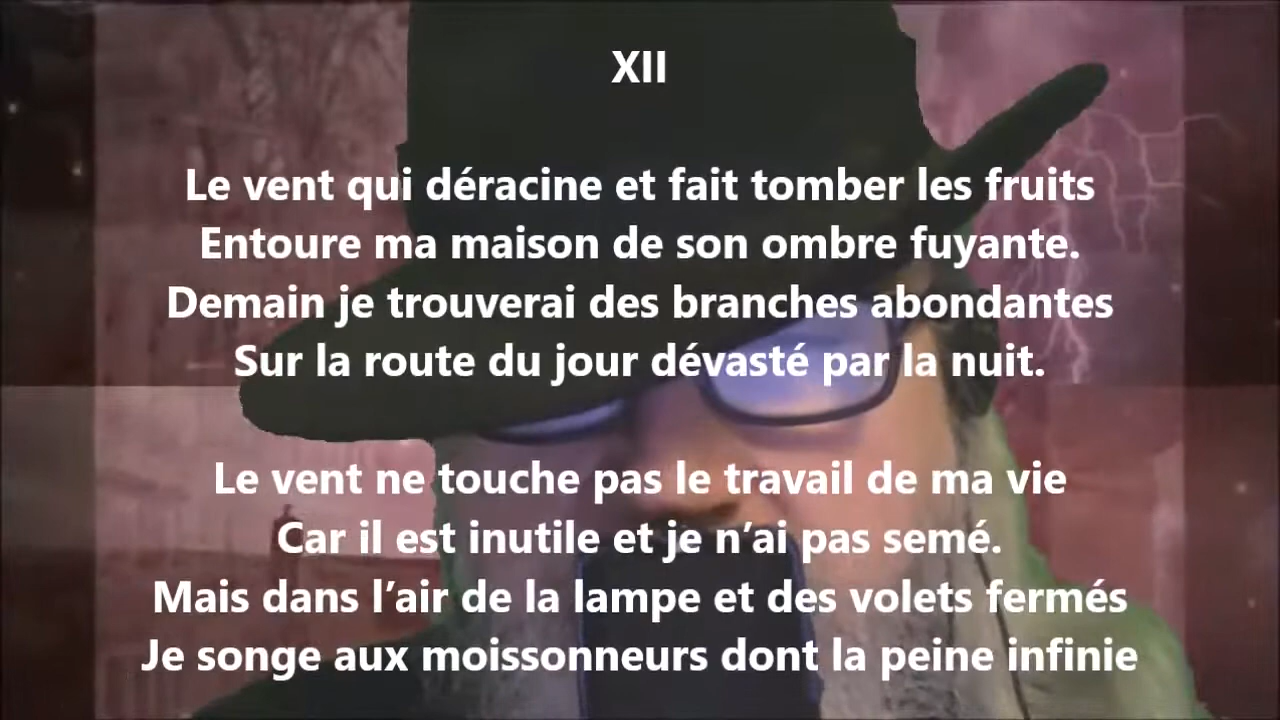 XII
Le vent qui déracine et fait tomber les fruits
Entoure ma maison de son ombre fuyante.
Demain je trouverai des branches abondantes
Sur la route du jour dévasté par la nuit.
Le vent ne touche pas le travail de ma vie
Car il est inutile et je n’ai pas semé.
Mais dans l’air de la lampe et des volets fermés
Je songe aux moissonneurs dont la peine infinie